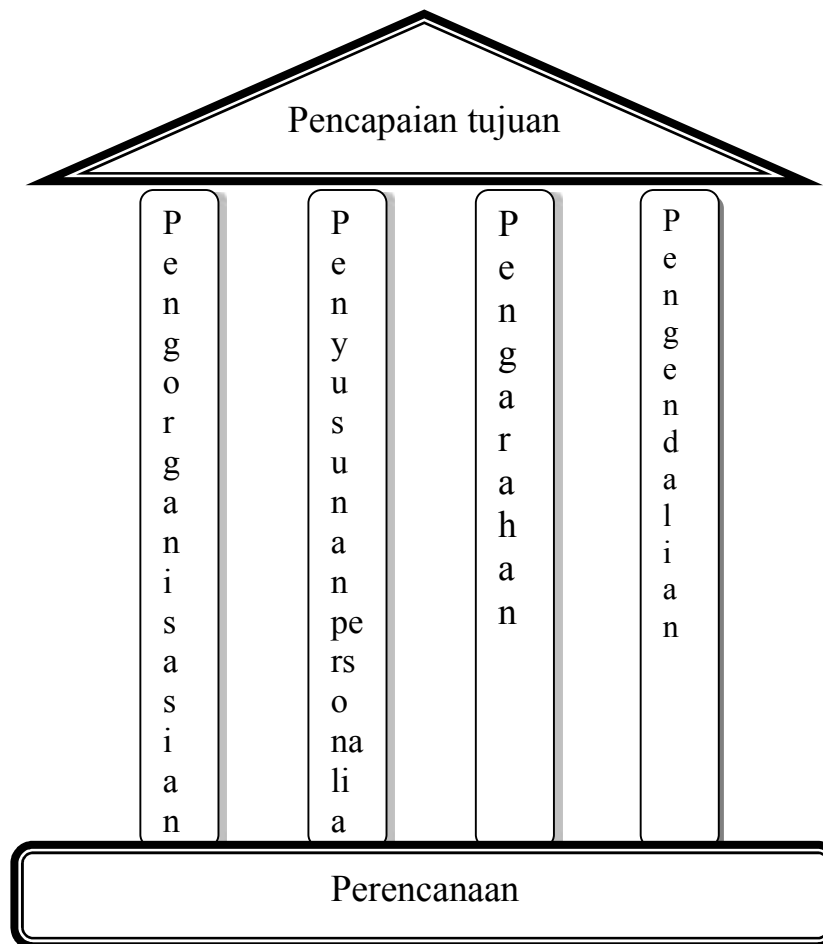 Pencapaian tujuan
Pengorganisasian
Penyusunan personalia
Pengarahan
Pengendalian
Perencanaan